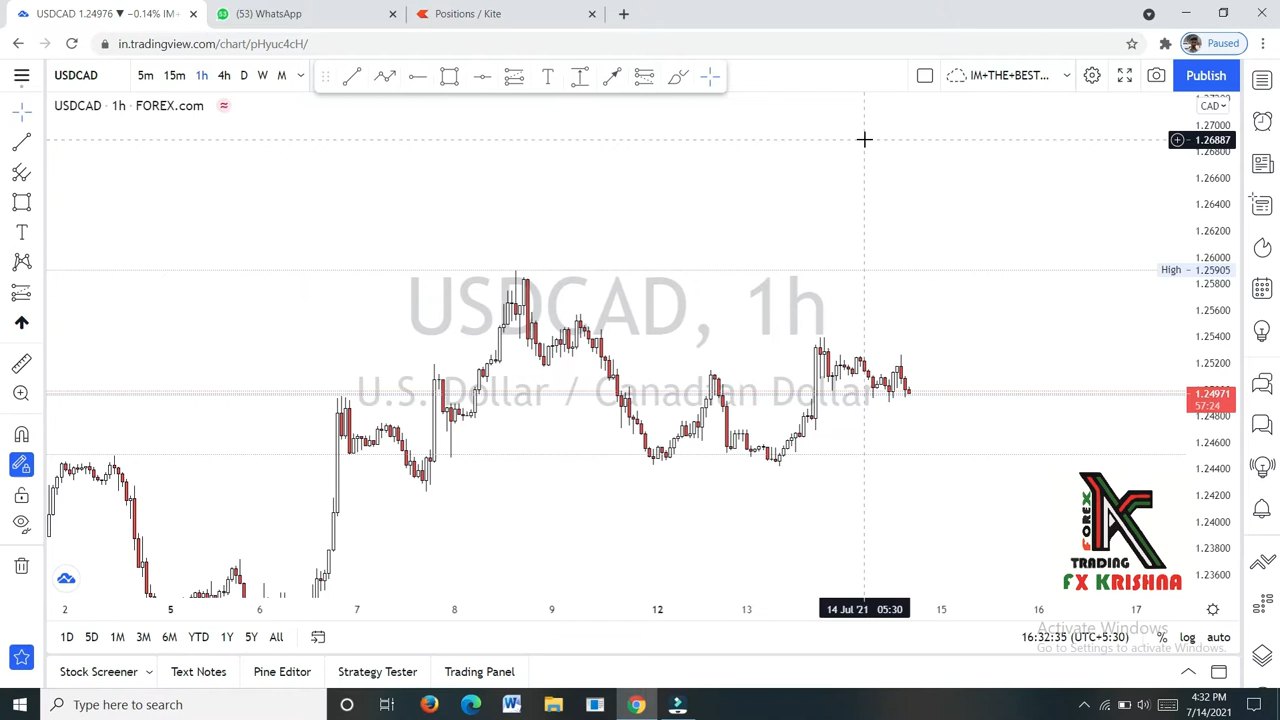 USDCAD 1.24976 ▼ −0.14% IM+
(53) WhatsApp
Positions / Kite
in.tradingview.com/chart/pHyuc4cH/
Paused
USDCAD
5m 15m 1h 4h D W M
IM+THE+BEST...
Publish
USDCAD · 1h · FOREX.com
CAD
1.27000
1.26887
1.26800
1.26600
1.26400
1.26200
1.26000
High 1.25905
1.25800
1.25600
1.25400
1.25200
1.24971
57:24
1.24800
1.24600
1.24400
1.24200
1.24000
1.23800
1.23600
USDCAD, 1h
U.S. Dollar / Canadian Dollar
FOREX
TRADING
FX KRISHNA
2 5 6 7 8 9 12 13 14 Jul '21 05:30 15 16 17
Activate Windows
Go to Settings to activate Windows.
1D 5D 1M 3M 6M YTD 1Y 5Y All
16:32:35 (UTC+5:30) % log auto
Stock Screener Text Notes Pine Editor Strategy Tester Trading Panel
Type here to search
4:32 PM
7/14/2021